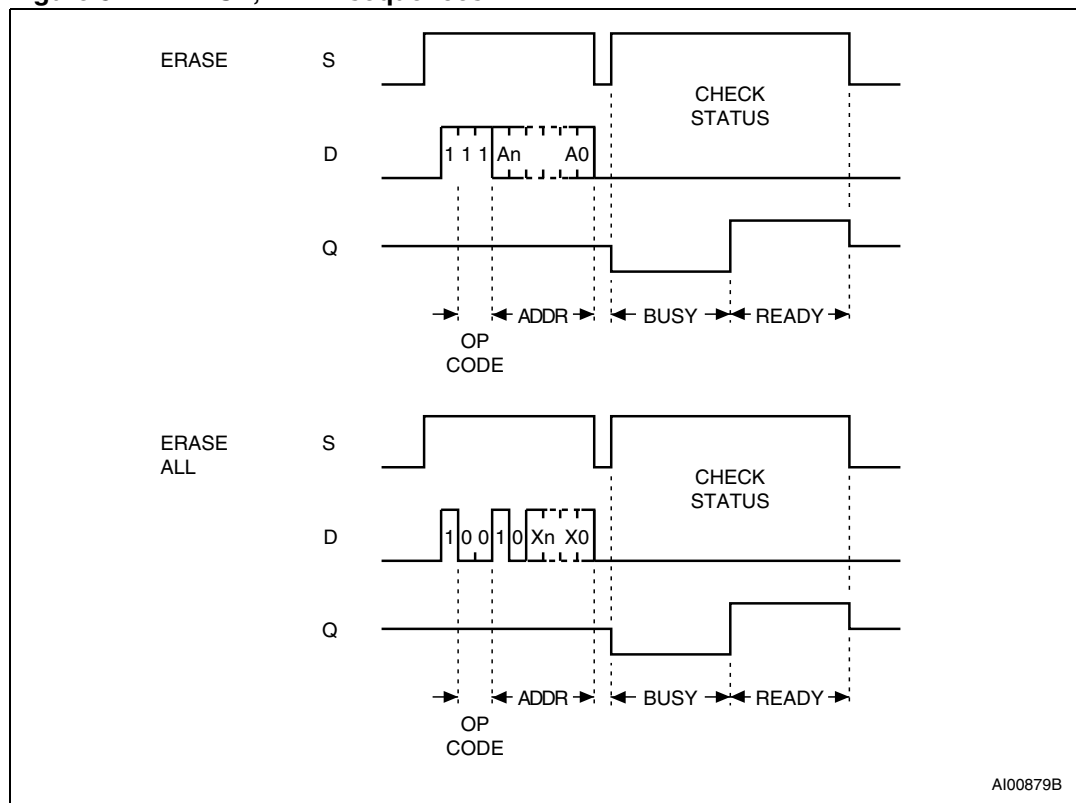 ERASE S
CHECK
STATUS
D 1 1 1 An A0
Q
ADDR BUSY READY
OP
CODE
ERASE
ALL S
CHECK
STATUS
D 1 0 0 1 0 Xn X0
Q
ADDR BUSY READY
OP
CODE
AI00879B